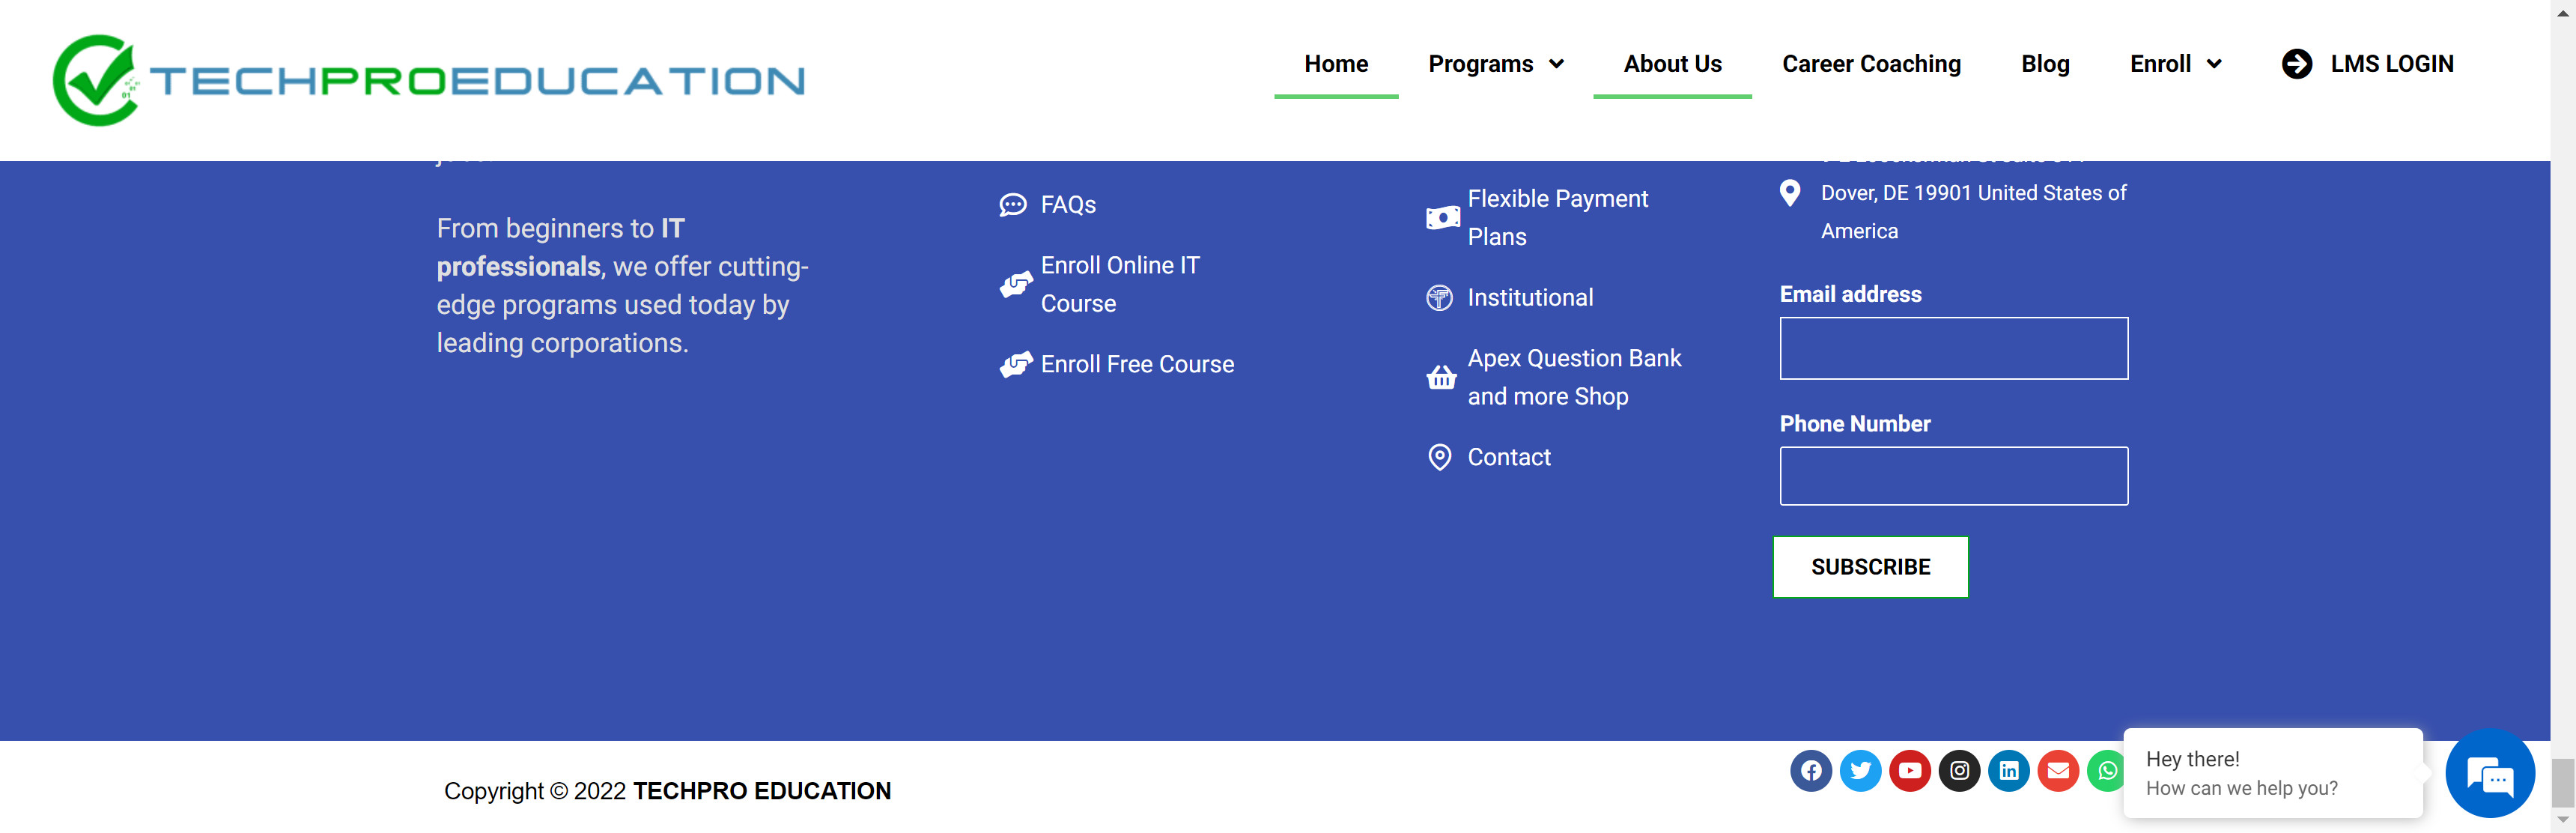 TECHPROEDUCATION
Home
Programs
About Us
Career Coaching
Blog
Enroll
LMS LOGIN
From beginners to IT
professionals, we offer cutting-
edge programs used today by
leading corporations.
FAQs
Enroll Online IT
Course
Enroll Free Course
Flexible Payment
Plans
Institutional
Apex Question Bank
and more Shop
Contact
Dover, DE 19901 United States of
America
Email address
Phone Number
SUBSCRIBE
Copyright © 2022 TECHPRO EDUCATION
Hey there!
How can we help you?